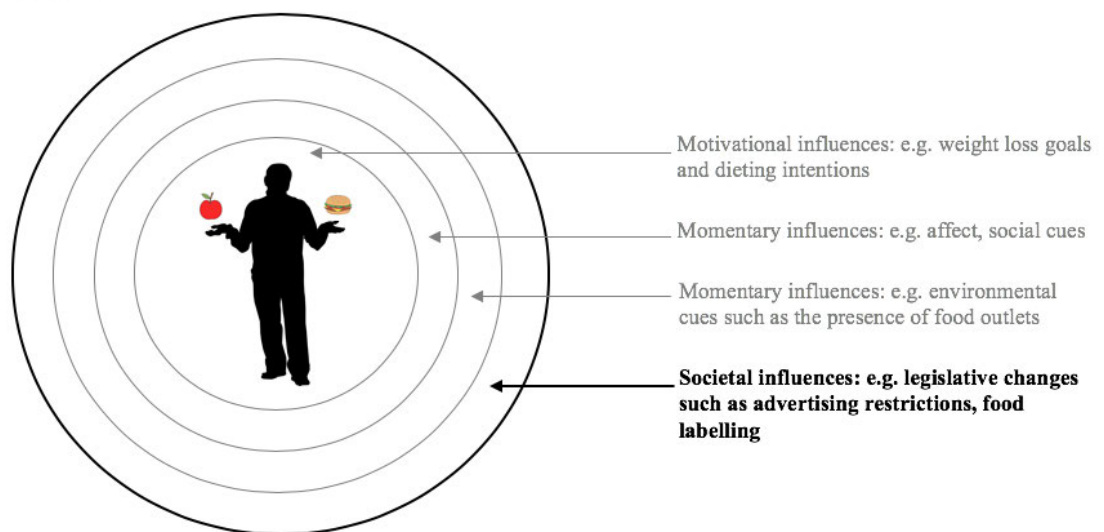 Motivational influences: e.g. weight loss goals
and dieting intentions
Momentary influences: e.g. affect, social cues
Momentary influences: e.g. environmental
cues such as the presence of food outlets
Societal influences: e.g. legislative changes
such as advertising restrictions, food
labelling